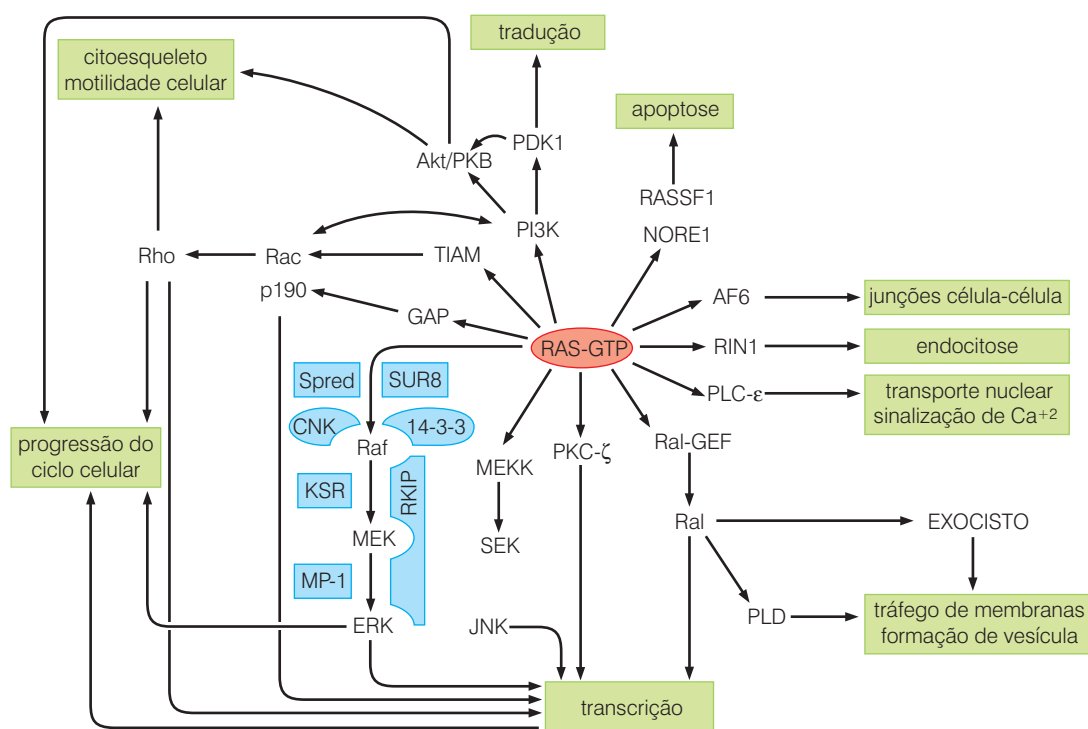 tradução
citoesqueleto
motilidade celular
apoptose
PDK1
Akt/PKB
RASSF1
PI3K
NORE1
Rho
Rac
TIAM
p190
AF6
junções célula-célula
GAP
RAS-GTP
RIN1
endocitose
Spred
SUR8
PLC-ε
transporte nuclear
sinalização de Ca+2
CNK
14-3-3
progressão do
ciclo celular
Raf
MEKK
PKC-ζ
Ral-GEF
KSR
RKIP
MEK
SEK
Ral
EXOCISTO
MP-1
ERK
JNK
PLD
tráfego de membranas
formação de vesícula
transcrição